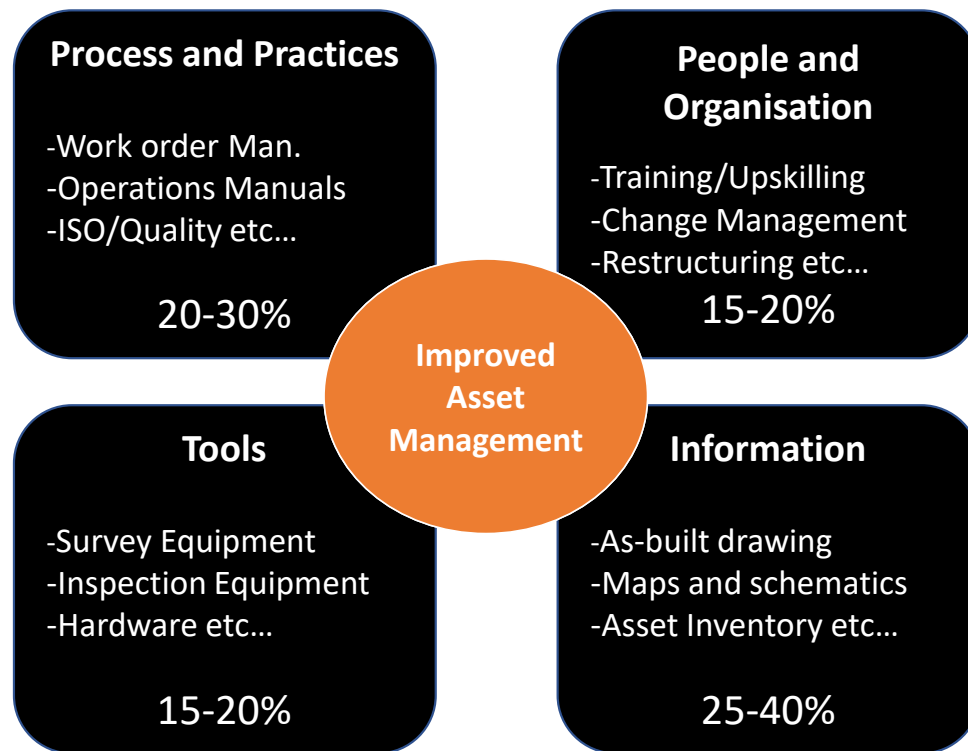 Process and Practices
-Work order Man.
-Operations Manuals
-ISO/Quality etc…
20-30%
People and
Organisation
-Training/Upskilling
-Change Management
-Restructuring etc…
15-20%
Improved
Asset
Management
Tools
-Survey Equipment
-Inspection Equipment
-Hardware etc…
15-20%
Information
-As-built drawing
-Maps and schematics
-Asset Inventory etc…
25-40%